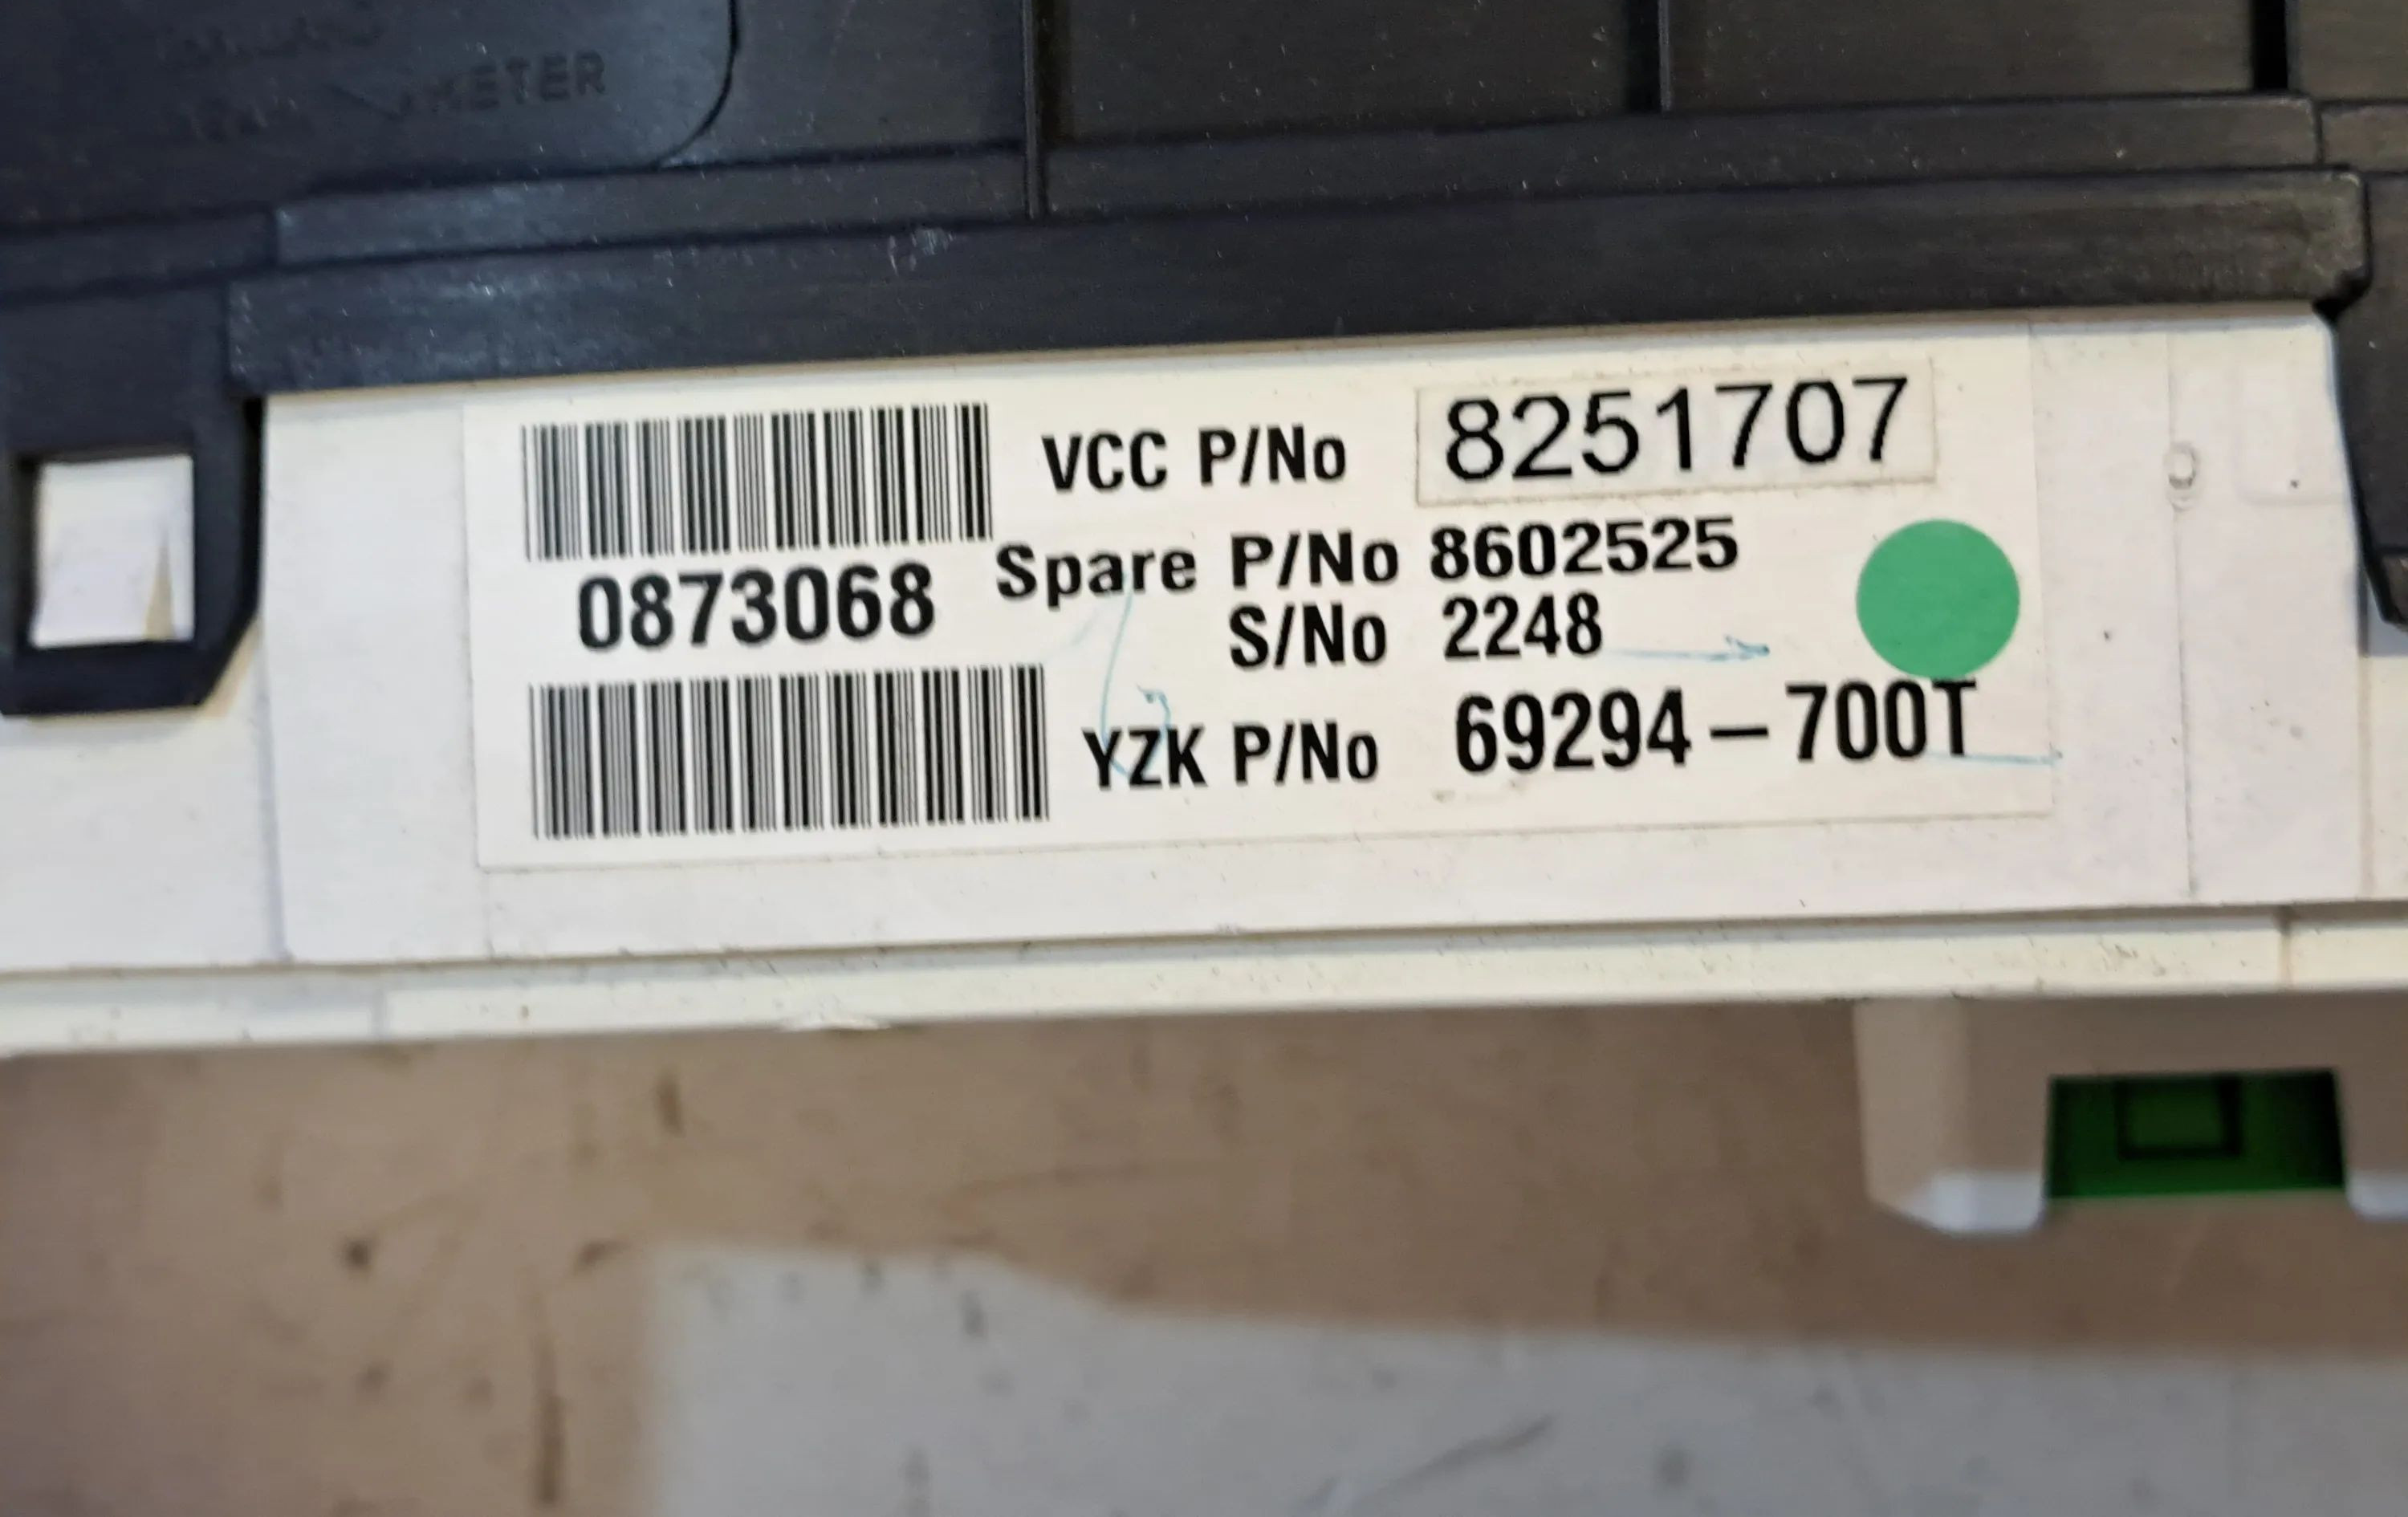 VCC P/No 8251707
0873068
Spare P/No 8602525
S/No 2248
YZK P/No 69294-700T